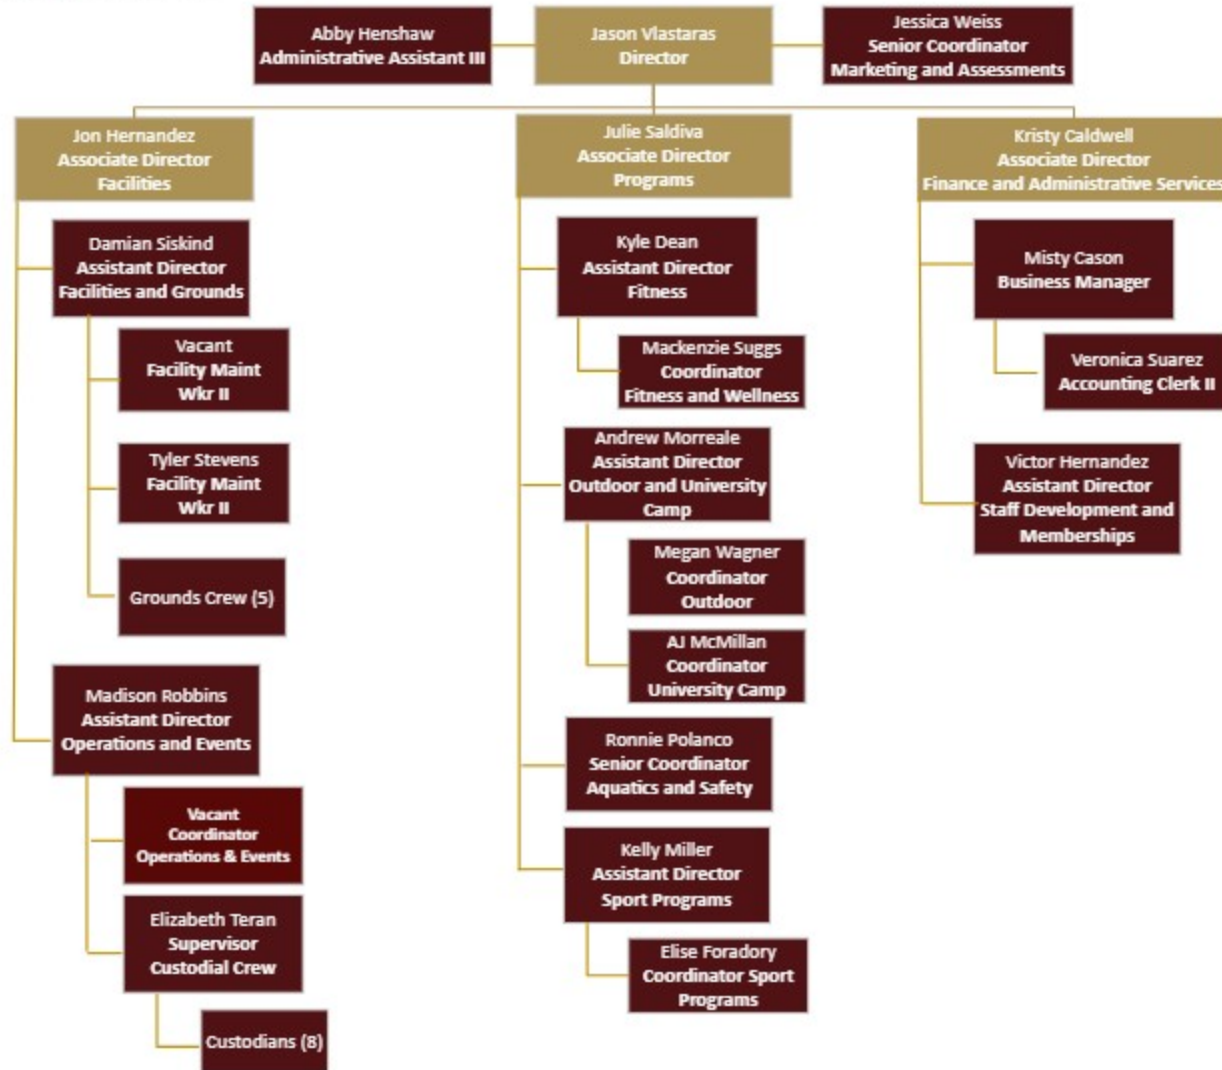 Abby Henshaw
Administrative Assistant III
Jason Vlastaras
Director
Jessica Weiss
Senior Coordinator
Marketing and Assessments
Jon Hernandez
Associate Director
Facilities
Damian Siskind
Assistant Director
Facilities and Grounds
Vacant
Facility Maint
Wkr II
Tyler Stevens
Facility Maint
Wkr II
Grounds Crew (5)
Madison Robbins
Assistant Director
Operations and Events
Vacant
Coordinator
Operations & Events
Elizabeth Teran
Supervisor
Custodial Crew
Custodians (8)
Julie Saldiva
Associate Director
Programs
Kyle Dean
Assistant Director
Fitness
Mackenzie Suggs
Coordinator
Fitness and Wellness
Andrew Morreale
Assistant Director
Outdoor and University
Camp
Megan Wagner
Coordinator
Outdoor
AJ McMillan
Coordinator
University Camp
Ronnie Polanco
Senior Coordinator
Aquatics and Safety
Kelly Miller
Assistant Director
Sport Programs
Elise Foradory
Coordinator Sport
Programs
Kristy Caldwell
Associate Director
Finance and Administrative Services
Misty Cason
Business Manager
Veronica Suarez
Accounting Clerk II
Victor Hernandez
Assistant Director
Staff Development and
Memberships